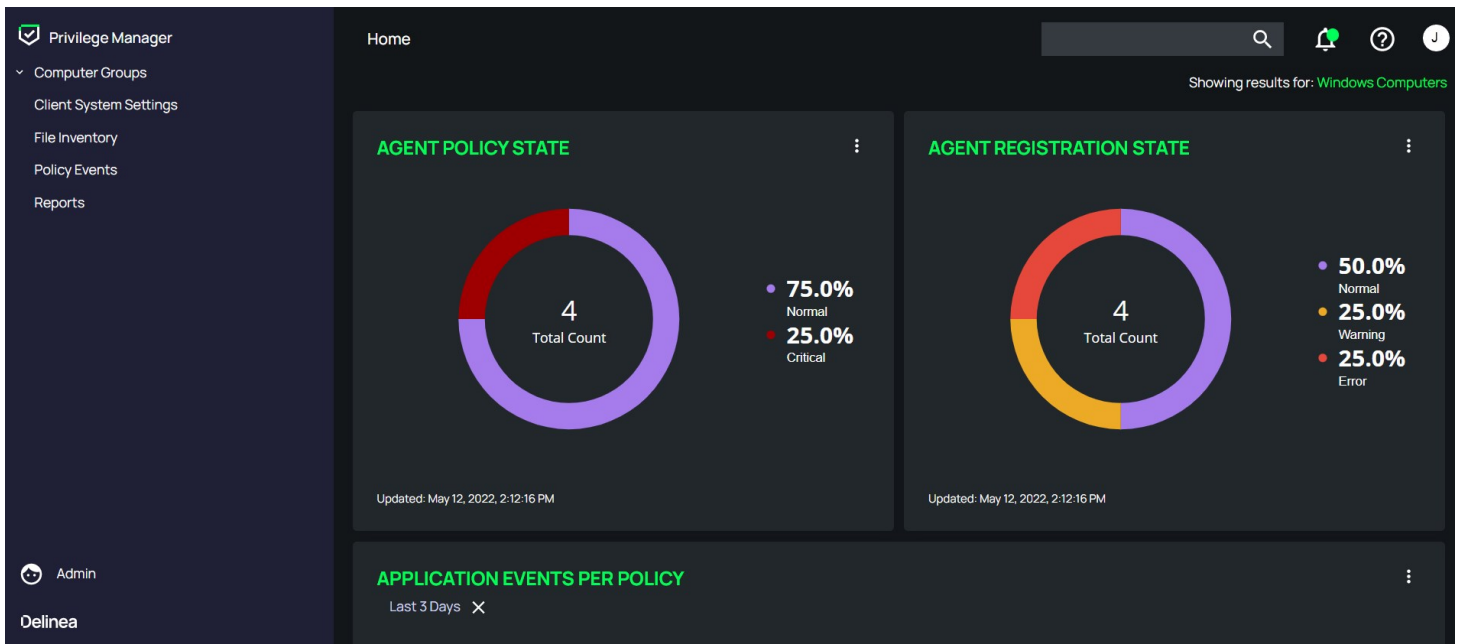 Privilege Manager
Computer Groups
Client System Settings
File Inventory
Policy Events
Reports
Admin
Delinea
Home
J
Showing results for: Windows Computers
AGENT POLICY STATE
4
Total Count
75.0%
Normal
25.0%
Critical
Updated: May 12, 2022, 2:12:16 PM
AGENT REGISTRATION STATE
4
Total Count
50.0%
Normal
25.0%
Warning
25.0%
Error
Updated: May 12, 2022, 2:12:16 PM
APPLICATION EVENTS PER POLICY
Last 3 Days